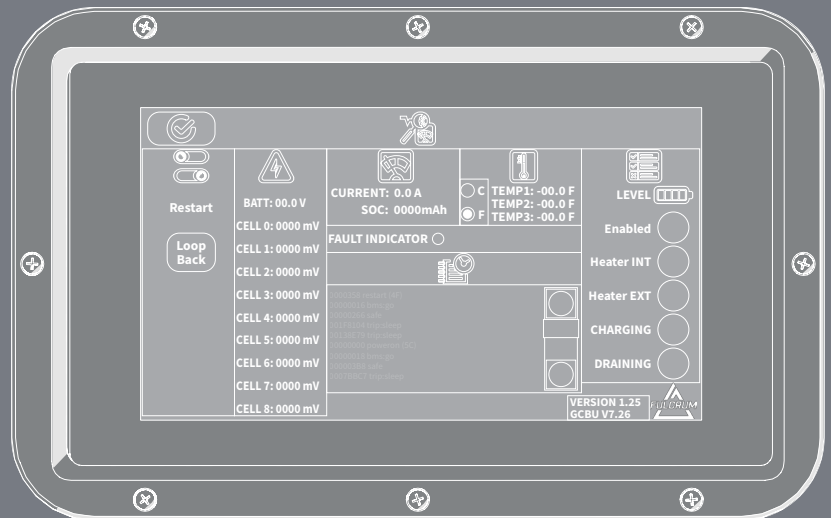 Restart
Loop
Back
BATT: 00.0 V
CELL 0: 0000 mV
CELL 1: 0000 mV
CELL 2: 0000 mV
CELL 3: 0000 mV
CELL 4: 0000 mV
CELL 5: 0000 mV
CELL 6: 0000 mV
CELL 7: 0000 mV
CELL 8: 0000 mV
CURRENT: 0.0 A
SOC: 0000mAh
FAULT INDICATOR
C
F
TEMP1: -00.0 F
TEMP2: -00.0 F
TEMP3: -00.0 F
LEVEL
Enabled
Heater INT
Heater EXT
CHARGING
DRAINING
VERSION 1.25
GCBU V7.26
FULCRUM